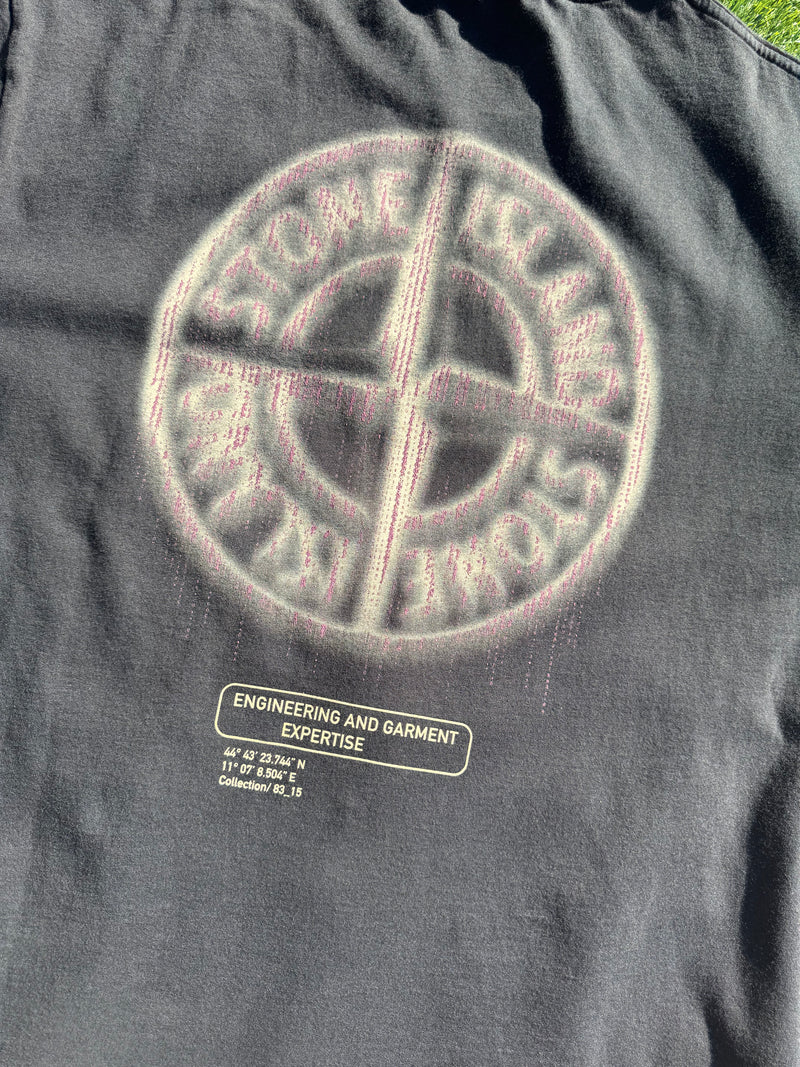 STONE ISLAND
STONE ISLAND
ENGINEERING AND GARMENT
EXPERTISE
44° 43' 23.744" N
11° 07' 8.504" E
Collection/ 83_15